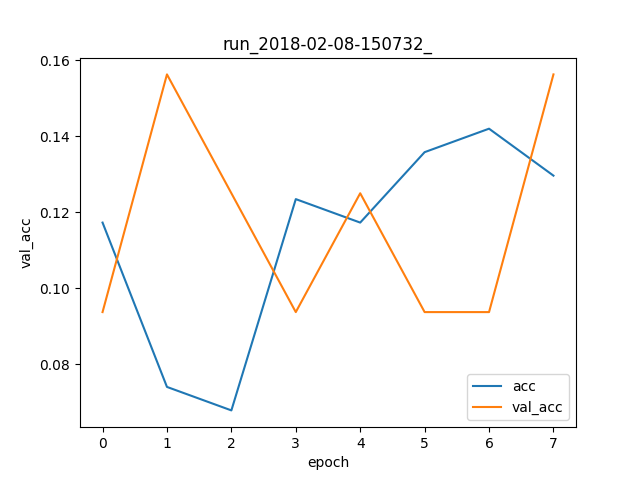 run_2018-02-08-150732_
val_acc
0.16
0.14
0.12
0.10
0.08
0 1 2 3 4 5 6 7
epoch
acc
val_acc